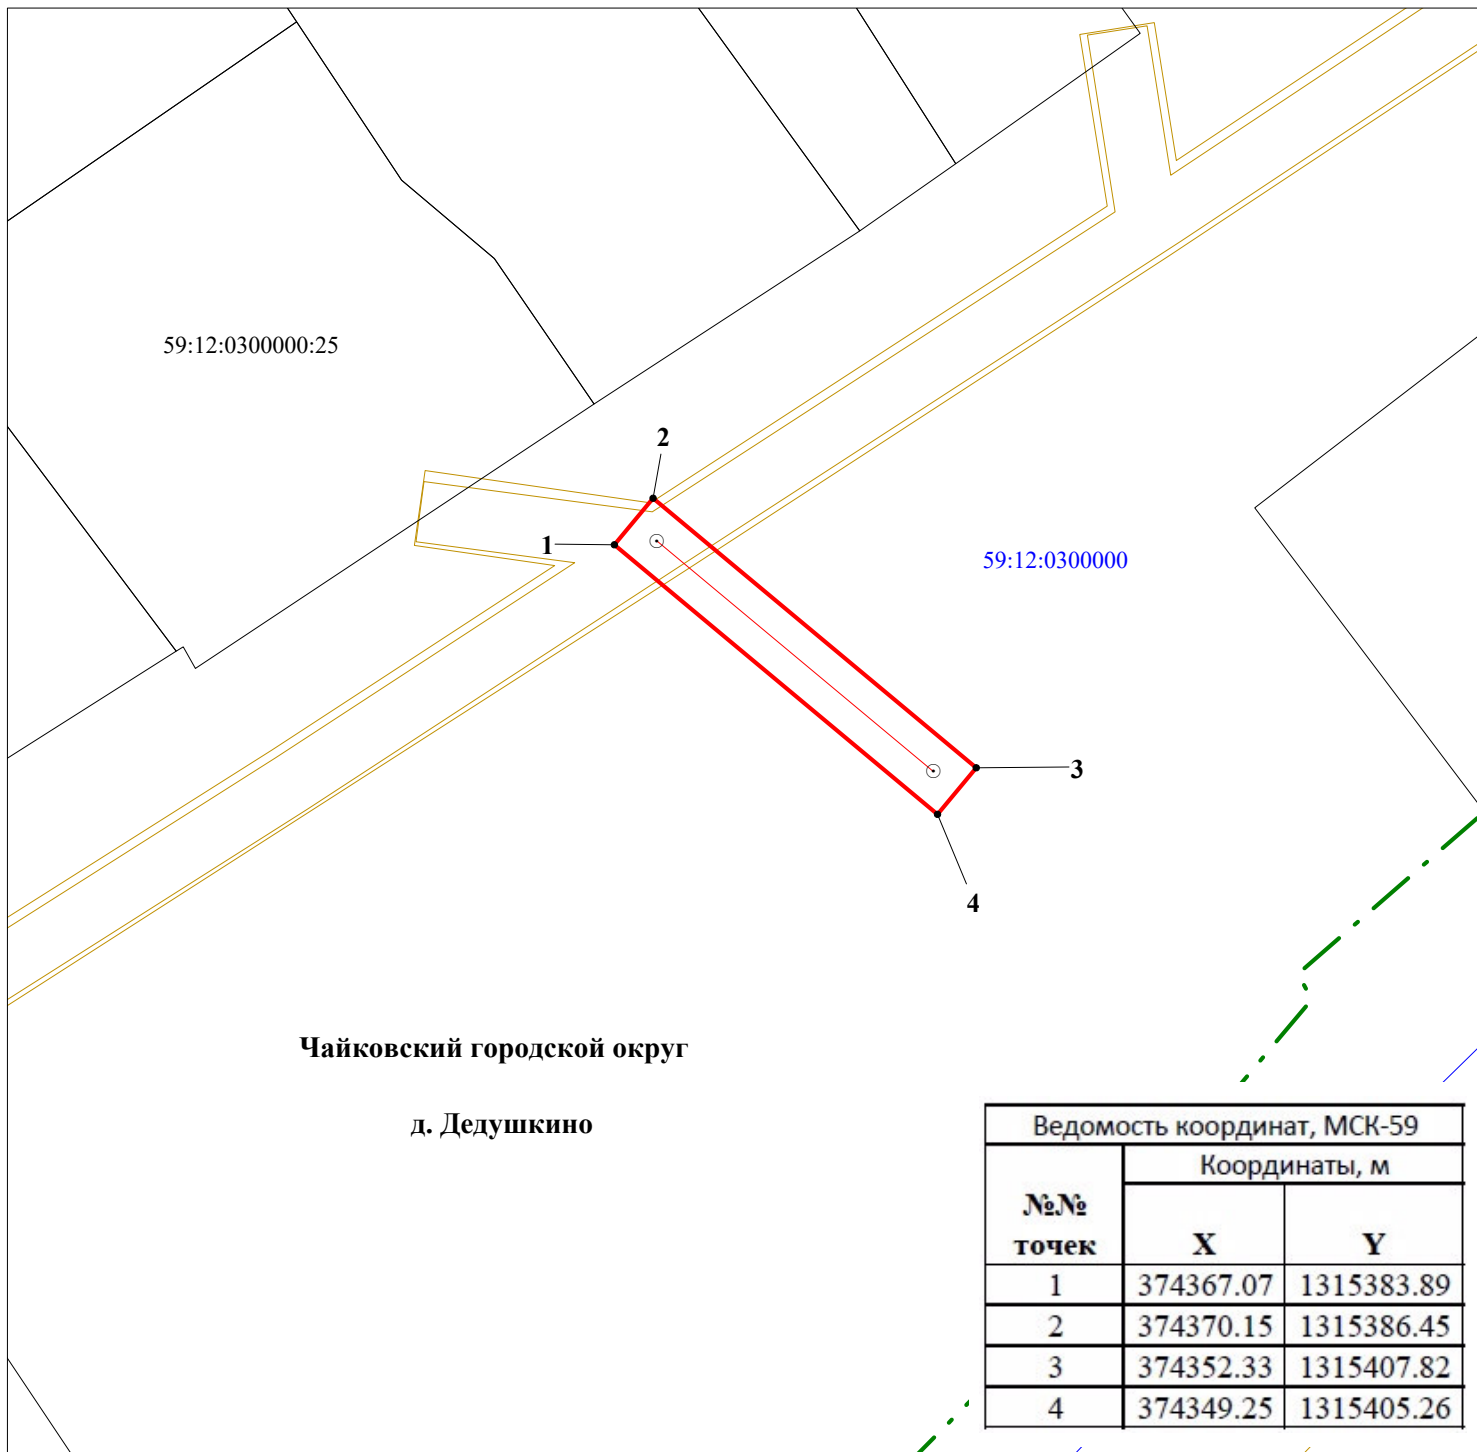 59:12:0300000:25
2
1
59:12:0300000
3
4
Чайковский городской округ
д. Дедушкино
Ведомость координат, МСК-59
№№ точек
Координаты, м
X Y
1 374367.07 1315383.89
2 374370.15 1315386.45
3 374352.33 1315407.82
4 374349.25 1315405.26